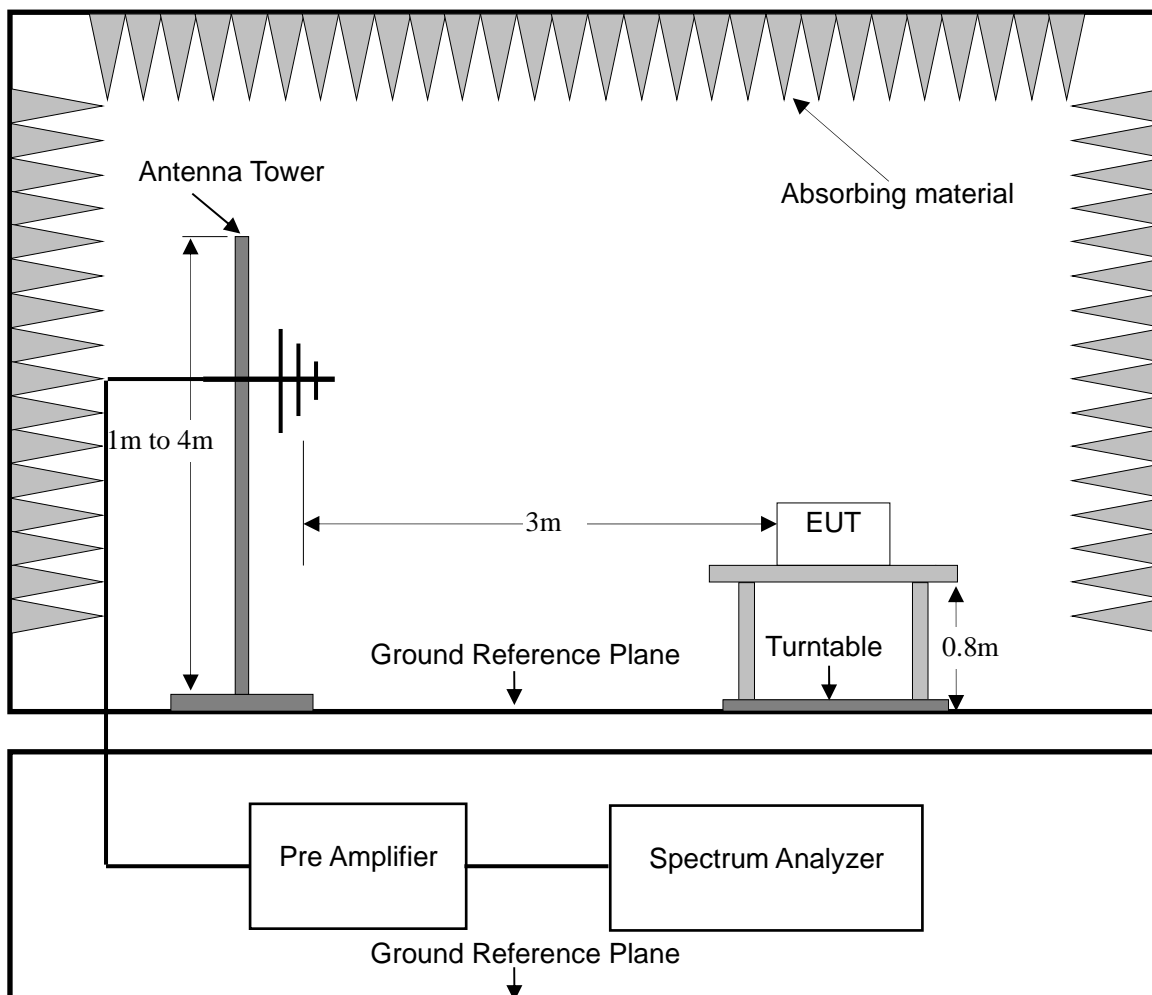 Antenna Tower
Absorbing material
1m to 4m
3m
EUT
Ground Reference Plane
Turntable
0.8m
Pre Amplifier
Spectrum Analyzer
Ground Reference Plane